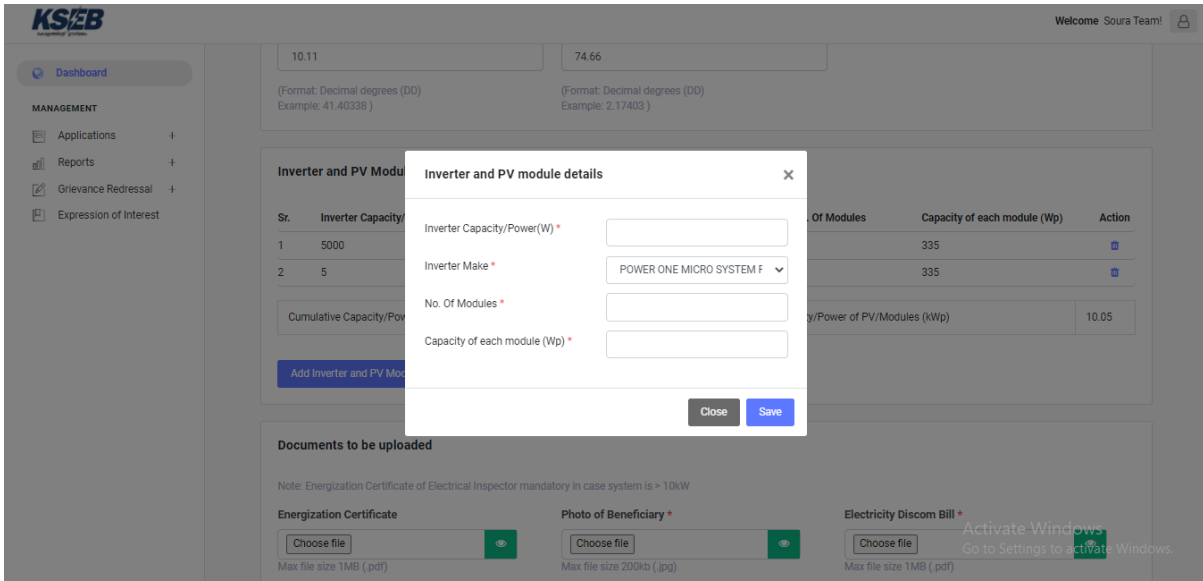 KSEB
Welcome Soura Team!
Dashboard
MANAGEMENT
Applications +
Reports +
Grievance Redressal +
Expression of Interest
10.11 74.66
(Format: Decimal degrees (DD) (Format: Decimal degrees (DD)
Example: 41.40338 ) Example: 2.17403 )
Inverter and PV Modul
Sr. Inverter Capacity/ . Of Modules Capacity of each module (Wp) Action
1 5000 335
2 5 335
Cumulative Capacity/Pow y/Power of PV/Modules (kWp) 10.05
Add Inverter and PV Mod
Inverter and PV module details ×
Inverter Capacity/Power(W) *
Inverter Make * POWER ONE MICRO SYSTEM P
No. Of Modules *
Capacity of each module (Wp) *
Close Save
Documents to be uploaded
Note: Energization Certificate of Electrical Inspector mandatory in case system is > 10kW
Energization Certificate Photo of Beneficiary * Electricity Discom Bill *
Choose file Choose file Choose file
Max file size 1MB (.pdf) Max file size 200kb (.jpg) Max file size 1MB (.pdf)
Activate Windows
Go to Settings to activate Windows.